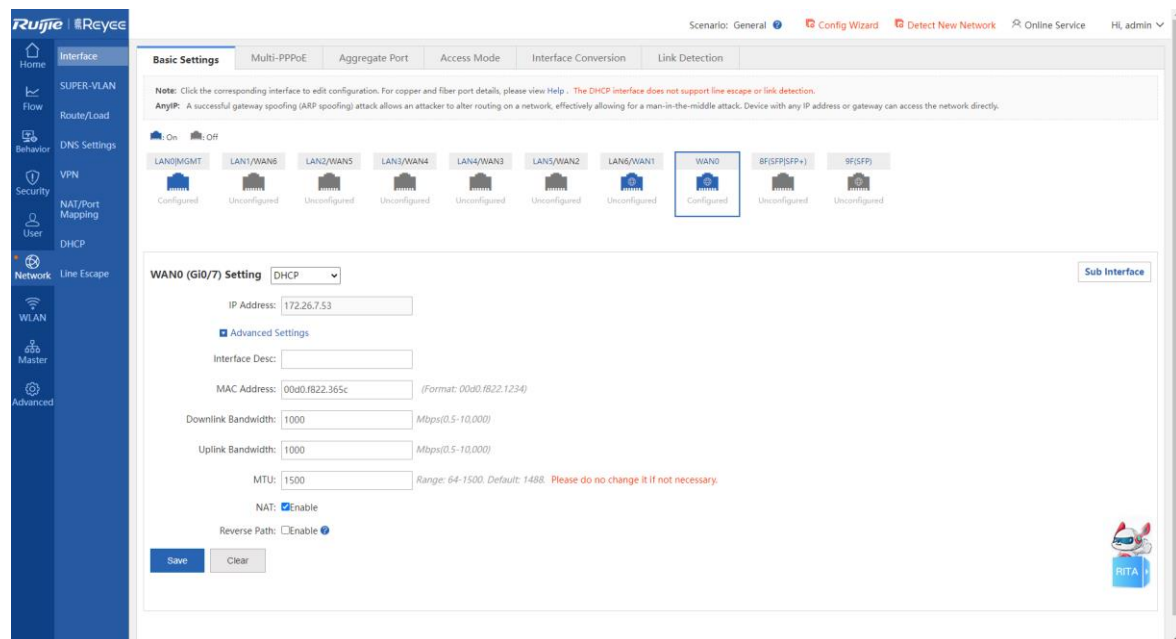 Ruijie | Reyee
Scenario: General ? Config Wizard Detect New Network Online Service Hi, admin
Home
Flow
Behavior
Security
User
Network
WLAN
Master
Advanced
Interface
SUPER-VLAN
Route/Load
DNS Settings
VPN
NAT/Port
Mapping
DHCP
Line Escape
Basic Settings Multi-PPPoE Aggregate Port Access Mode Interface Conversion Link Detection
Note: Click the corresponding interface to edit configuration. For copper and fiber port details, please view Help . The DHCP interface does not support line escape or link detection.
AnyIP: A successful gateway spoofing (ARP spoofing) attack allows an attacker to alter routing on a network, effectively allowing for a man-in-the-middle attack. Device with any IP address or gateway can access the network directly.
: On : Off
LAN0|MGMT LAN1/WAN6 LAN2/WAN5 LAN3/WAN4 LAN4/WAN3 LAN5/WAN2 LAN6/WAN1 WAN0 8F(SFP|SFP+) 9F(SFP)
Configured Unconfigured Unconfigured Unconfigured Unconfigured Unconfigured Unconfigured Configured Unconfigured Unconfigured
WAN0 (Gi0/7) Setting DHCP Sub Interface
IP Address: 172.26.7.53
Advanced Settings
Interface Desc:
MAC Address: 00d0.f822.365c (Format: 00d0.f822.1234)
Downlink Bandwidth: 1000 Mbps(0.5-10,000)
Uplink Bandwidth: 1000 Mbps(0.5-10,000)
MTU: 1500 Range: 64-1500. Default: 1488. Please do no change it if not necessary.
NAT: Enable
Reverse Path: Enable ?
Save Clear
RITA